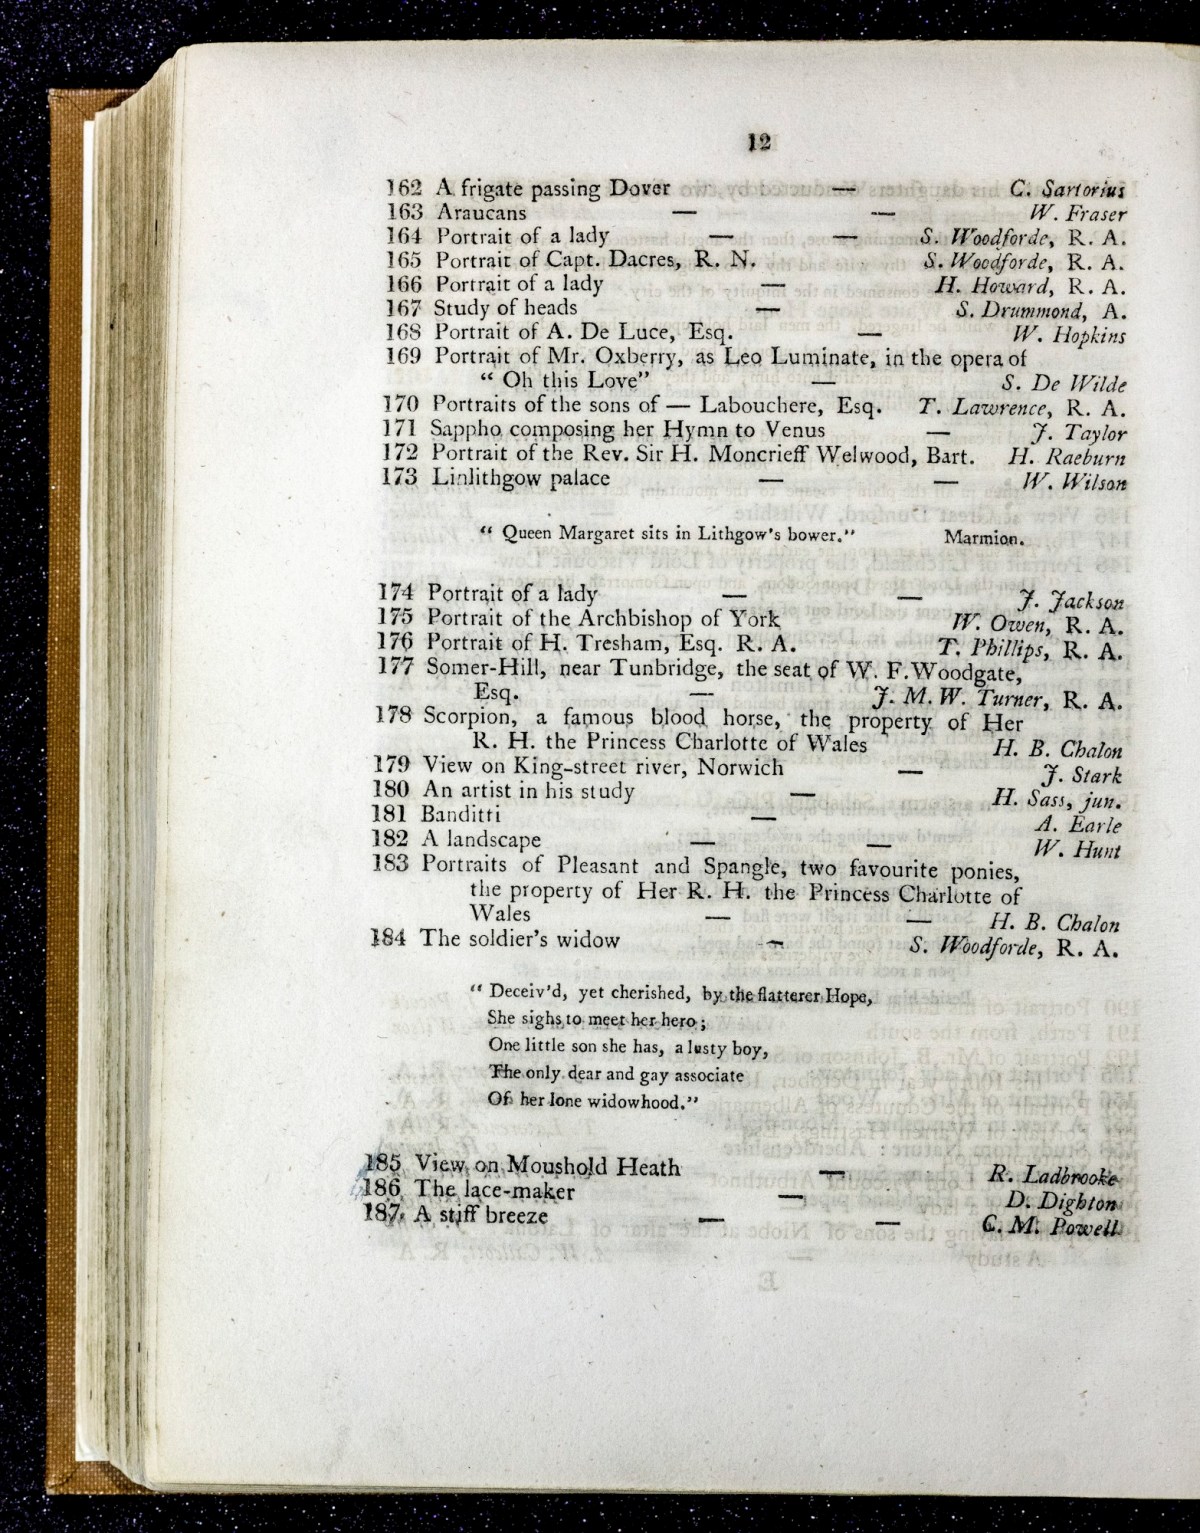 12
162 A frigate passing Dover — C. Sartorius
163 Araucans — — W. Fraser
164 Portrait of a lady — — S. Woodforde, R. A.
165 Portrait of Capt. Dacres, R. N. S. Woodforde, R. A.
166 Portrait of a lady — H. Howard, R. A.
167 Study of heads — S. Drummond, A.
168 Portrait of A. De Luce, Esq. — W. Hopkins
169 Portrait of Mr. Oxberry, as Leo Luminate, in the opera of
“ Oh this Love” — S. De Wilde
170 Portraits of the sons of — Labouchere, Esq. T. Lawrence, R. A.
171 Sappho composing her Hymn to Venus — J. Taylor
172 Portrait of the Rev. Sir H. Moncrieff Welwood, Bart. H. Raeburn
173 Linlithgow palace — — W. Wilson
“ Queen Margaret sits in Lithgow's bower.” Marmion.
174 Portrait of a lady — — J. Jackson
175 Portrait of the Archbishop of York W. Owen, R. A.
176 Portrait of H. Tresham, Esq. R. A. T. Phillips, R. A.
177 Somer-Hill, near Tunbridge, the seat of W. F. Woodgate,
Esq. — J. M. W. Turner, R. A.
178 Scorpion, a famous blood horse, the property of Her
R. H. the Princess Charlotte of Wales H. B. Chalon
179 View on King-street river, Norwich — J. Stark
180 An artist in his study — H. Sass, jun.
181 Banditti — A. Earle
182 A landscape — — W. Hunt
183 Portraits of Pleasant and Spangle, two favourite ponies,
the property of Her R. H. the Princess Charlotte of
Wales — — H. B. Chalon
184 The soldier's widow — S. Woodforde, R. A.
“ Deceiv'd, yet cherished, by the flatterer Hope,
She sighs to meet her hero;
One little son she has, a lusty boy,
The only dear and gay associate
Of her lone widowhood.”
185 View on Moushold Heath — R. Ladbrooke
186 The lace-maker — D. Dighton
187 A stiff breeze — — C. M. Powell